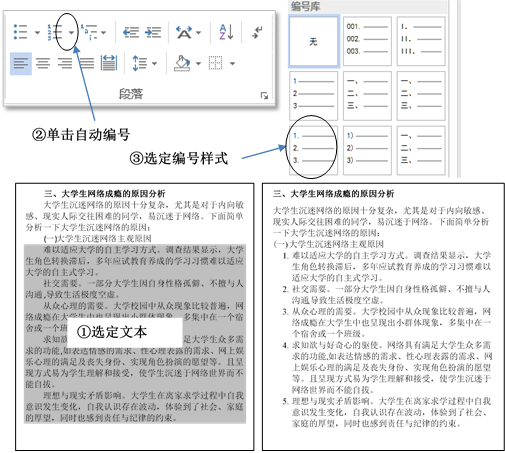 段落
②单击自动编号
编号库
无
001.
002.
003.
I.
II.
III.
1
2
3
一、
二、
三、
一、
二、
三、
1.
2.
3.
1)
2)
3)
一.
二.
三.
③选定编号样式
三、大学生网络成瘾的原因分析
大学生沉迷网络的原因十分复杂，尤其是对于内向敏
感、现实人际交往困难的同学，易沉迷于网络。下面简单
分析一下大学生沉迷网络的原因：
(一)大学生沉迷网络主观原因
难以适应大学的自主学习方式。调查结果显示，大学
生角色转换滞后，多年应试教育养成的学习习惯难以适
应大学的自主式学习。
社交需要。一部分大学生因自身性格孤僻、不擅与人
沟通,导致生活极度空虚。
从众心理的需要。大学校园中从众现象比较普遍，网
络成瘾在大学生中也呈现出小群体现象，多集中在一个宿
舍或一个班
①选定文本
求知欲
足大学生众多需
求的功能,如表达情感的需求、性心理表露的需求、网上娱
乐心理的满足及丧失身份、实现角色扮演的愿望等。且呈
现方式易为学生理解和接受，使学生沉迷于网络世界而不
能自拔。
理想与现实矛盾影响。大学生在离家求学过程中自我
意识发生变化，自我认识存在波动，体验到了社会、家庭
的厚望，同时也感到责任与纪律的约束。
三、大学生网络成瘾的原因分析
大学生沉迷网络的原因十分复杂，尤其是对于内向敏
感、现实人际交往困难的同学，易沉迷于网络。下面简单分析
一下大学生沉迷网络的原因:
(一)大学生沉迷网络主观原因
1. 难以适应大学的自主学习方式。调查结果显示，大学
生角色转换滞后，多年应试教育养成的学习习惯难以
适应大学的自主式学习。
2. 社交需要。一部分大学生因自身性格孤僻、不擅与人
沟通,导致生活极度空虚。
3. 从众心理的需要。大学校园中从众现象比较普遍，网
络成瘾在大学生中也呈现出小群体现象，多集中在一
个宿舍或一个班级。
4. 求知欲与好奇心的驱使。网络具有满足大学生众多需
求的功能,如表达情感的需求、性心理表露的需求、网
上娱乐心理的满足及丧失身份、实现角色扮演的愿望
等。且呈现方式易为学生理解和接受，使学生沉迷于
网络世界而不能自拔。
5. 理想与现实矛盾影响。大学生在离家求学过程中自我
意识发生变化，自我认识存在波动，体验到了社会、家庭
的厚望，同时也感到责任与纪律的约束。